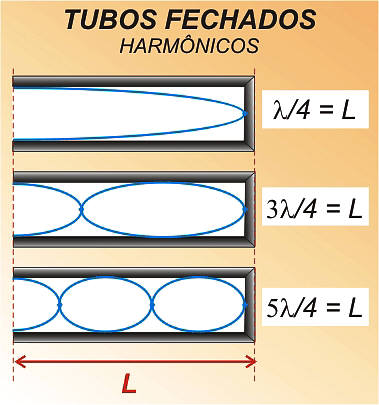 TUBOS FECHADOS
HARMÔNICOS
λ/4 = L
3λ/4 = L
5λ/4 = L
L